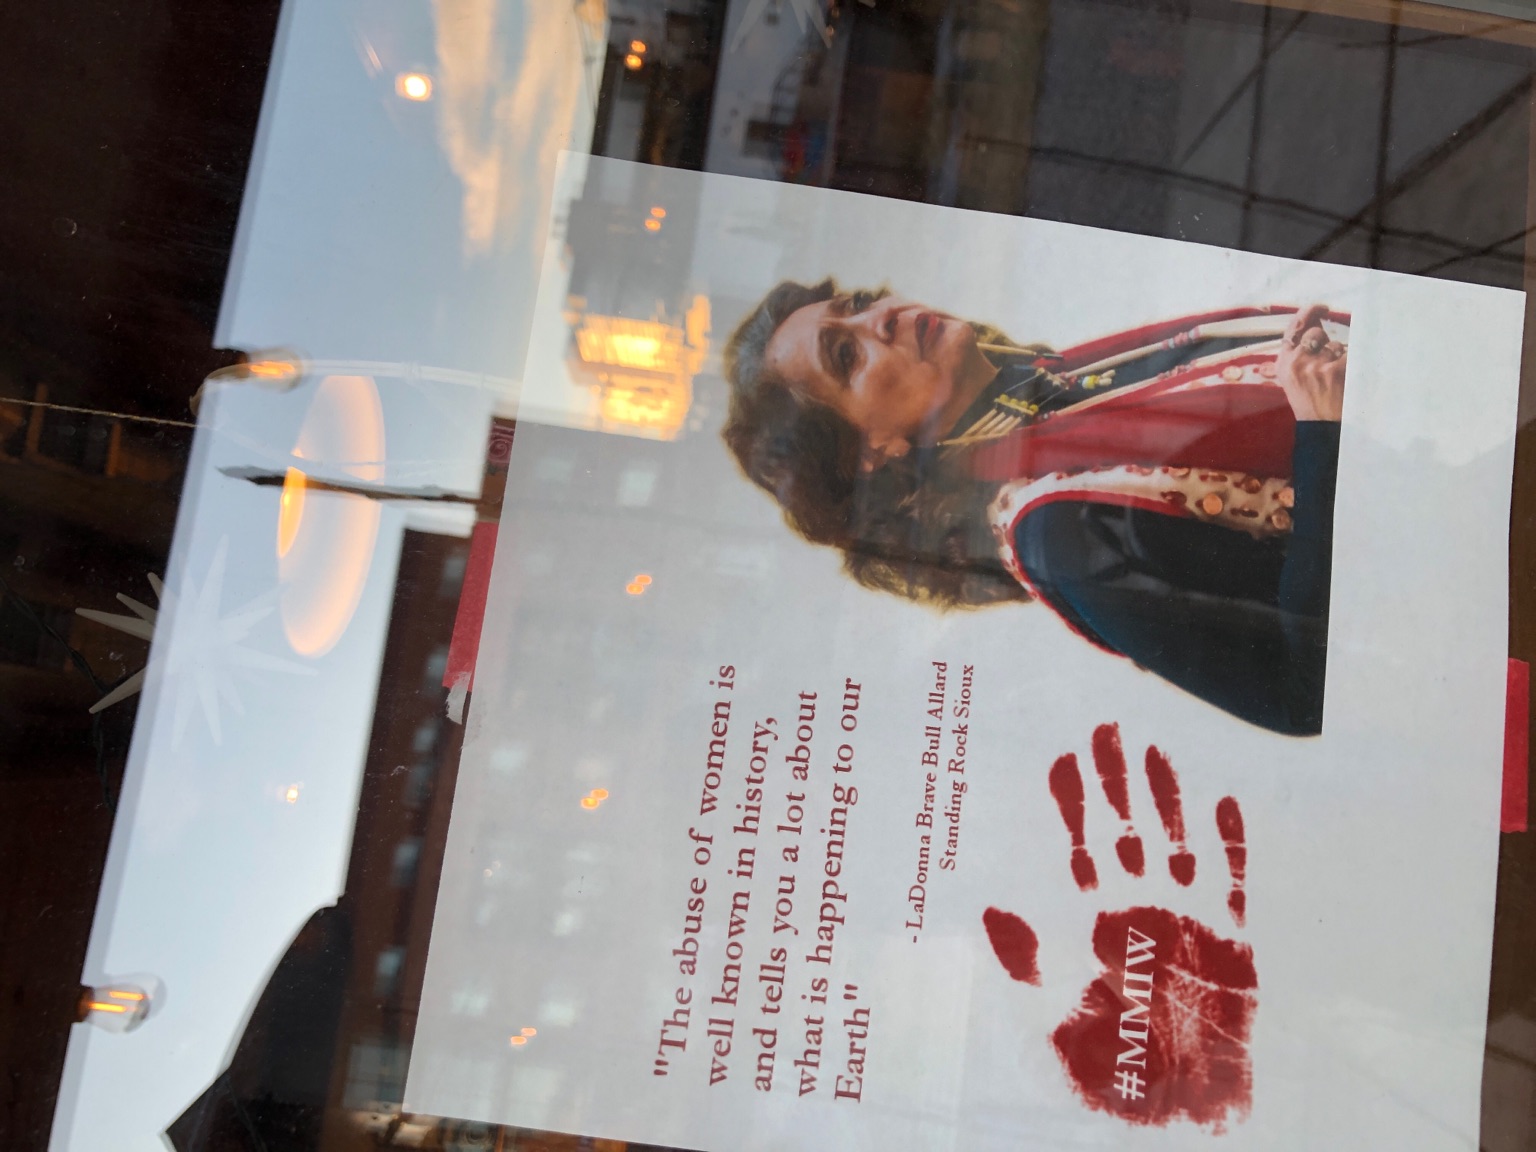 "The abuse of women is
well known in history,
and tells you a lot about
what is happening to our
Earth"
- LaDonna Brave Bull Allard
Standing Rock Sioux
#MMIW